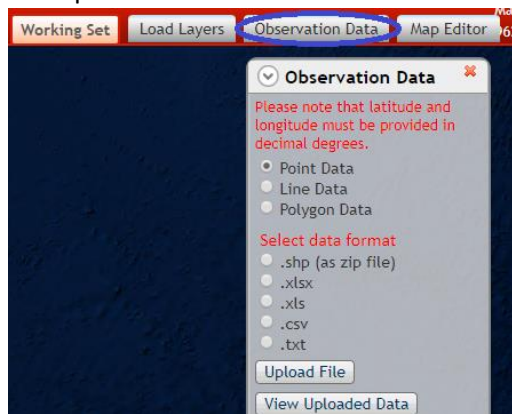 Working Set Load Layers Observation Data Map Editor
Observation Data
Please note that latitude and
longitude must be provided in
decimal degrees.
Point Data
Line Data
Polygon Data
Select data format
.shp (as zip file)
.xlsx
.xls
.csv
.txt
Upload File
View Uploaded Data